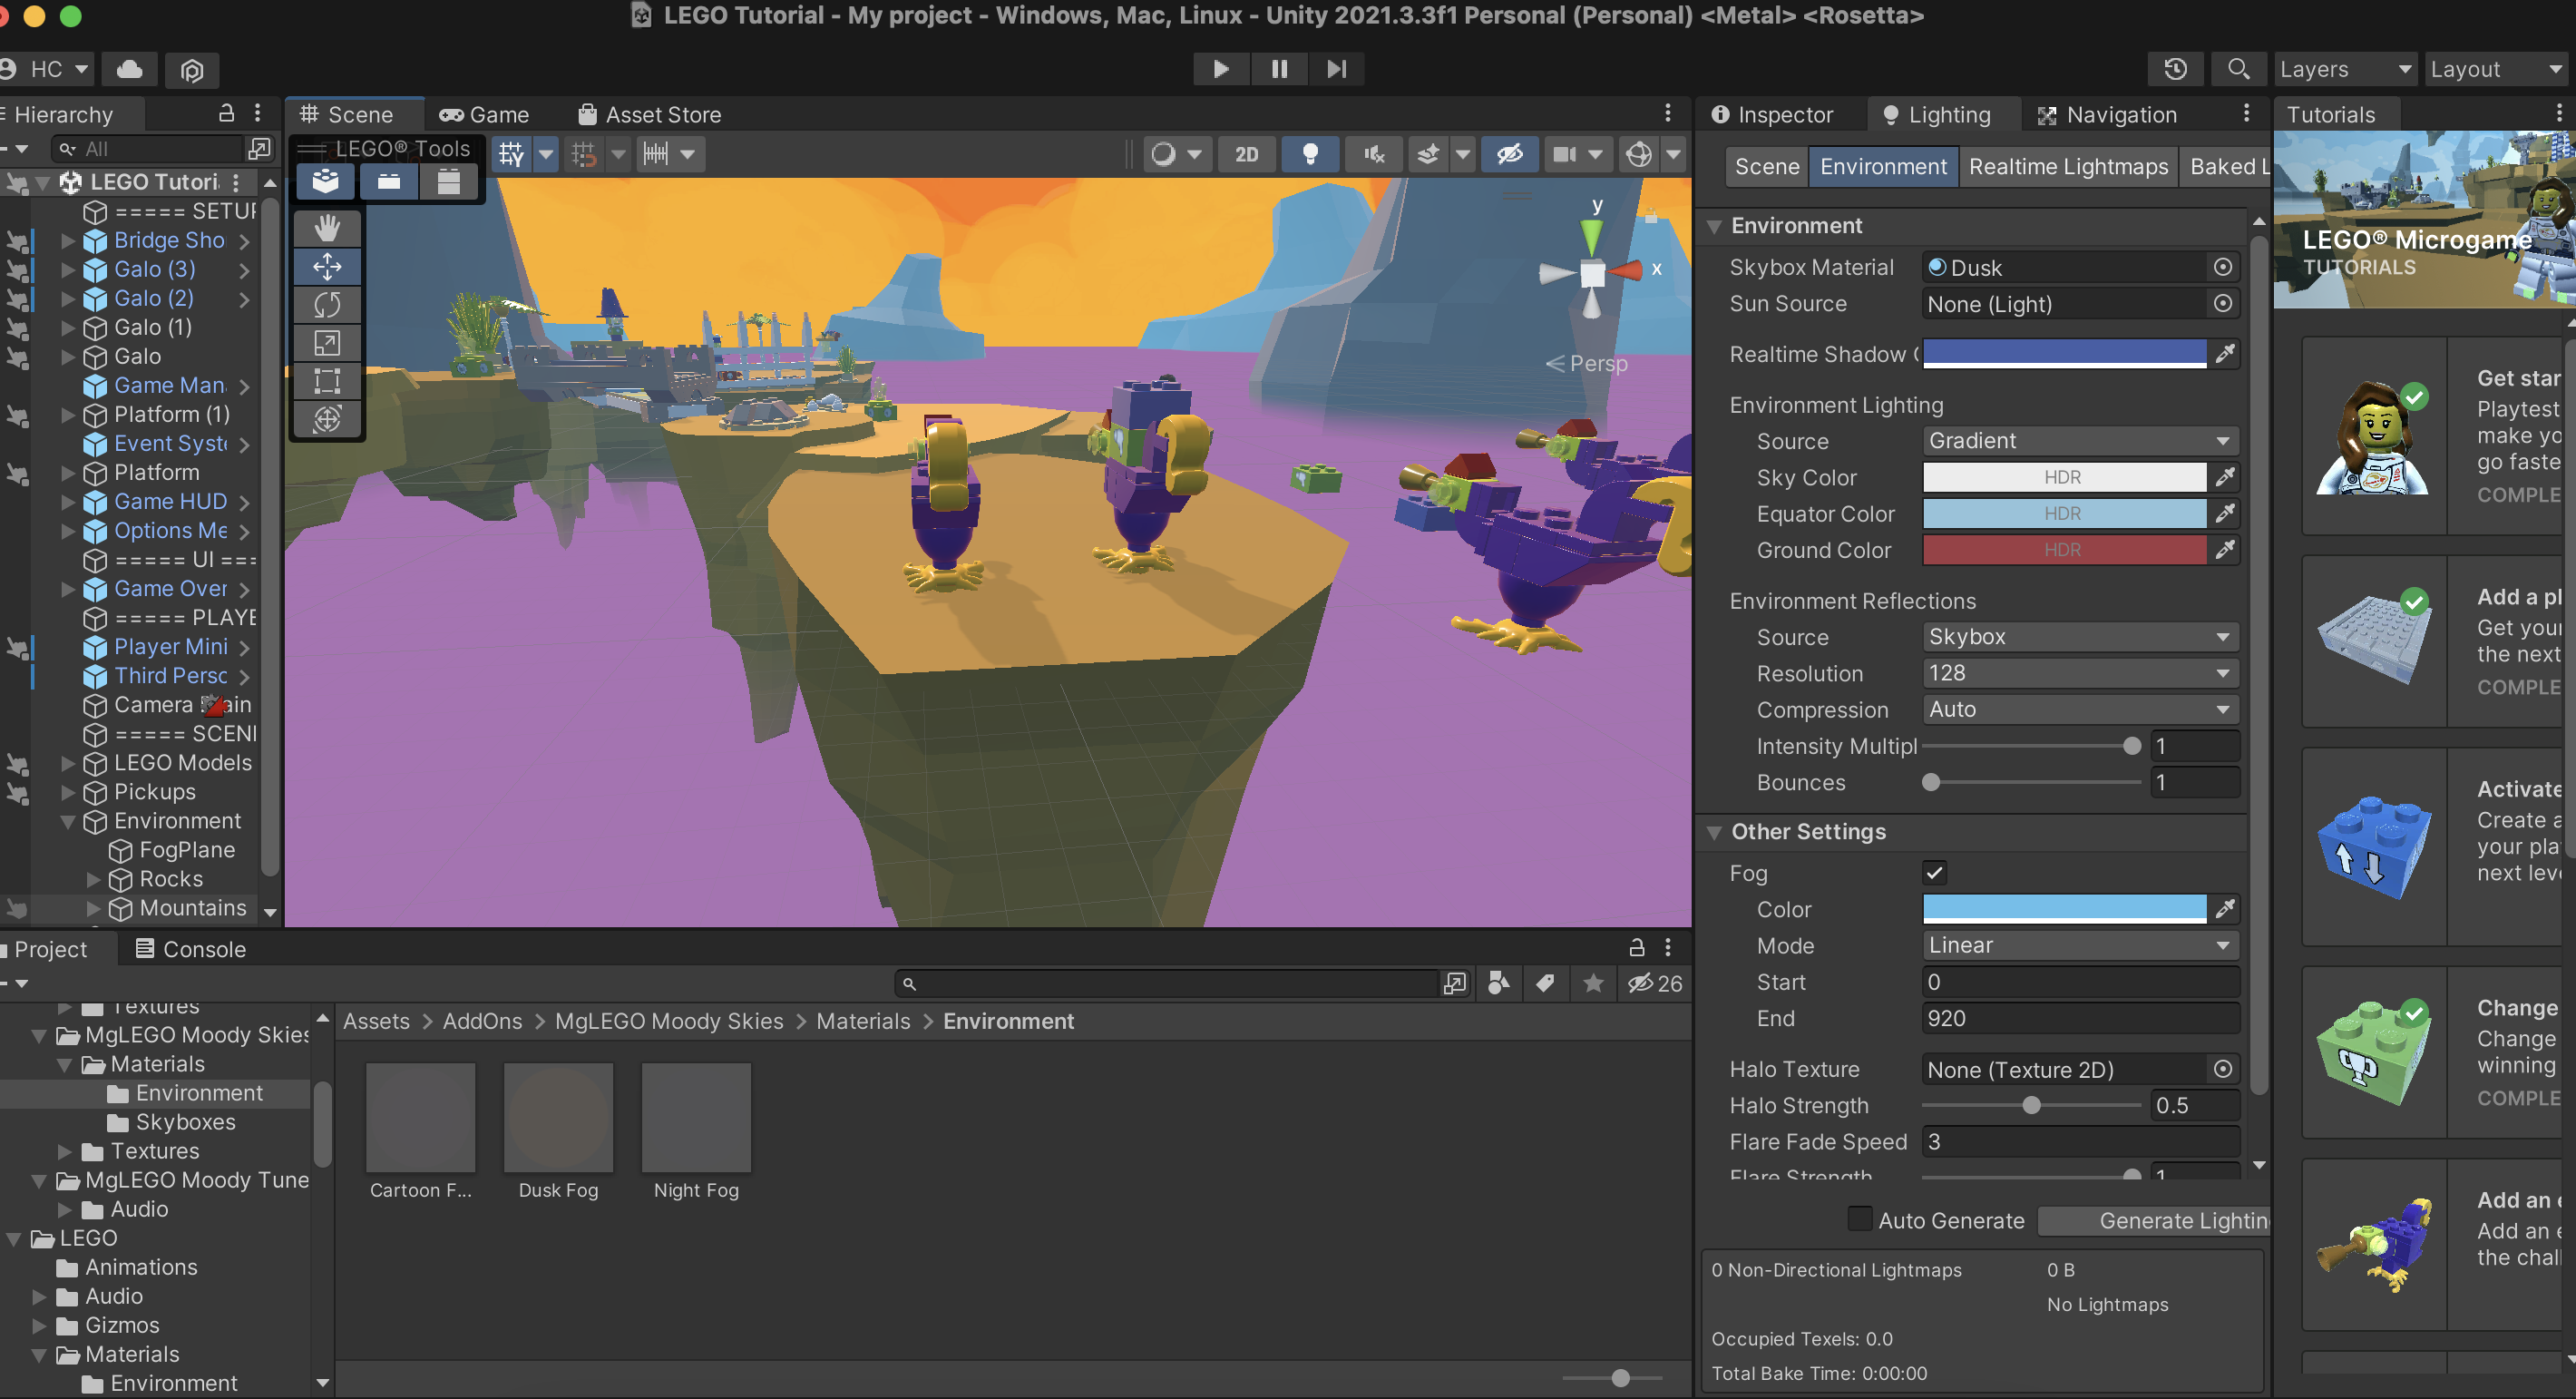 LEGO Tutorial - My project - Windows, Mac, Linux - Unity 2021.3.3f1 Personal (Personal) <Metal> <Rosetta>
HC
Layers
Layout
Hierarchy
All
LEGO Tutori
===== SETUP
Bridge Sho
Galo (3)
Galo (2)
Galo (1)
Galo
Game Man
Platform (1)
Event Syst
Platform
Game HUD
Options Me
===== UI ===
Game Over
===== PLAYE
Player Mini
Third Perso
Camera ain
===== SCEN
LEGO Models
Pickups
Environment
FogPlane
Rocks
Mountains
Scene
Game
Asset Store
LEGO® Tools
2D
y
x
Persp
Inspector
Lighting
Navigation
Scene
Environment
Realtime Lightmaps
Baked L
Environment
Skybox Material
Dusk
Sun Source
None (Light)
Realtime Shadow C
Environment Lighting
Source
Gradient
Sky Color
HDR
Equator Color
HDR
Ground Color
HDR
Environment Reflections
Source
Skybox
Resolution
128
Compression
Auto
Intensity Multipl
1
Bounces
1
Other Settings
Fog
Color
Mode
Linear
Start
0
End
920
Halo Texture
None (Texture 2D)
Halo Strength
0.5
Flare Fade Speed
3
Flare Strength
1
Auto Generate
Generate Lightin
0 Non-Directional Lightmaps
0 B
No Lightmaps
Occupied Texels: 0.0
Total Bake Time: 0:00:00
Tutorials
LEGO® Microgame
TUTORIALS
Get star
Playtest
make yo
go faste
COMPLE
Add a pl
Get your
the next
COMPLE
Activate
Create a
your pla
next lev
Change
Change
winning
COMPLE
Add an e
Add an e
the chal
Project
Console
26
Textures
MgLEGO Moody Skies
Materials
Environment
Skyboxes
Textures
MgLEGO Moody Tune
Audio
LEGO
Animations
Audio
Gizmos
Materials
Environment
Assets > AddOns > MgLEGO Moody Skies > Materials > Environment
Cartoon F...
Dusk Fog
Night Fog